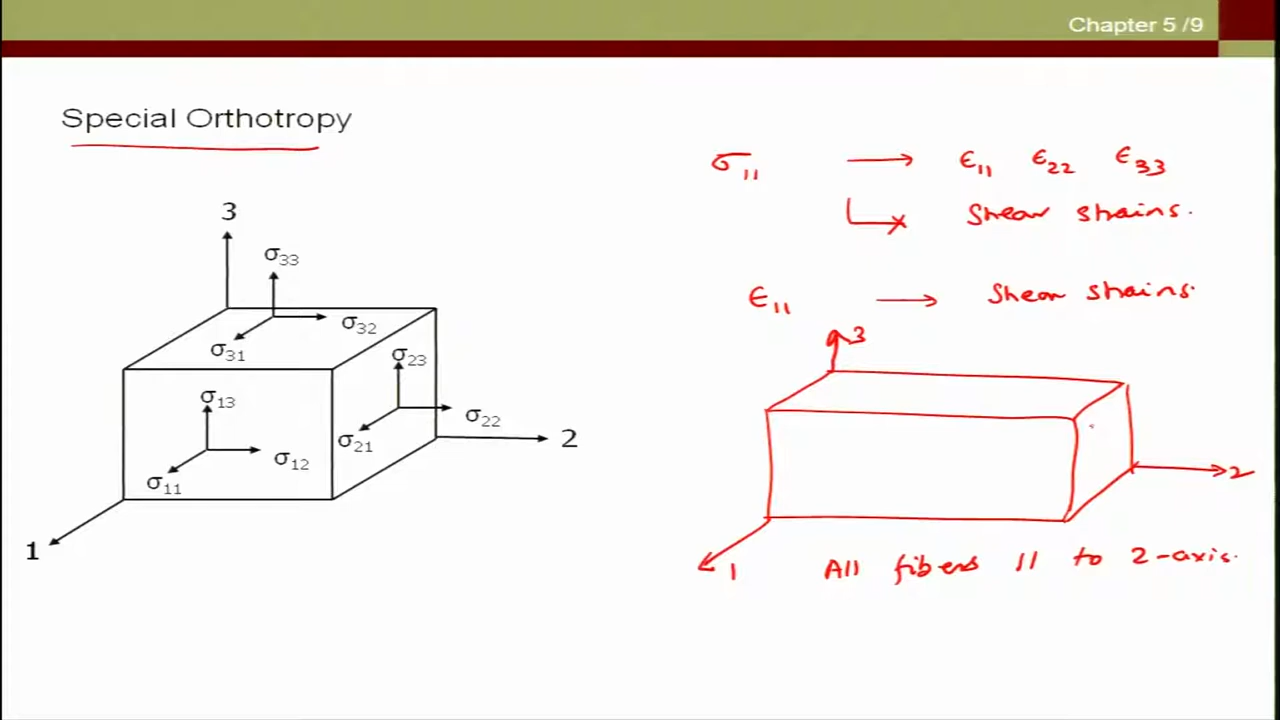 Chapter 5 /9
Special Orthotropy
3
σ33
σ32
σ31
σ23
σ13
σ22
σ21
σ12
σ11
2
1
σ11 → ϵ11 ϵ22 ϵ33
Shear strains.
ϵ11 → Shear strains.
3
2
1
All fibers // to 2-axis.